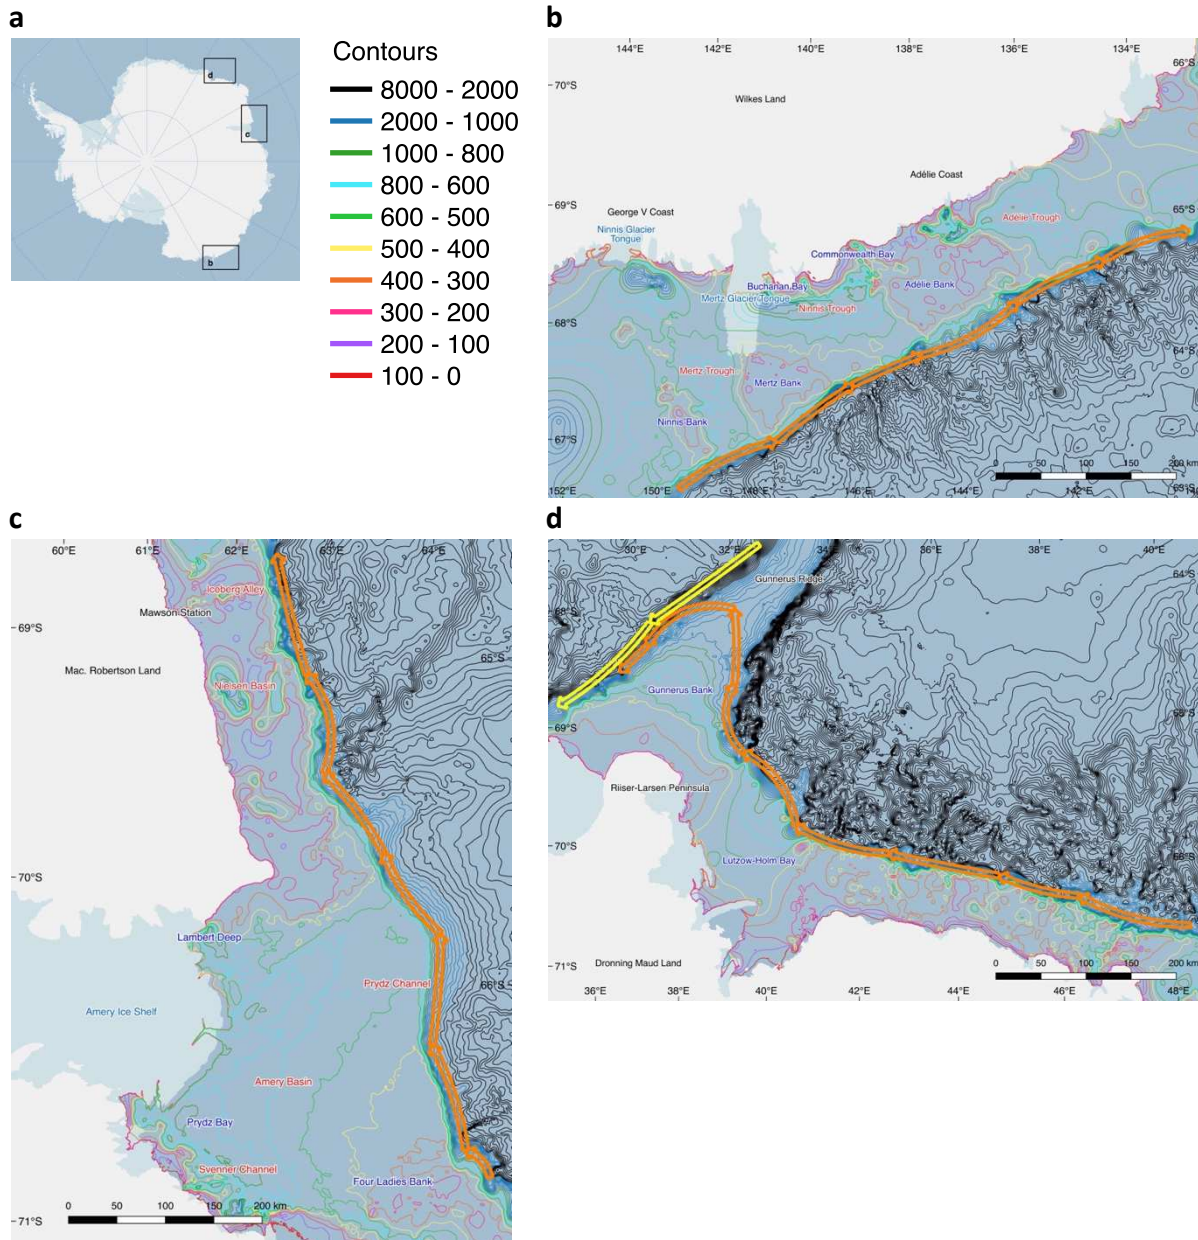 a
d
c
b
Contours
8000 - 2000
2000 - 1000
1000 - 800
800 - 600
600 - 500
500 - 400
400 - 300
300 - 200
200 - 100
100 - 0
b
144°E 142°E 140°E 138°E 136°E 134°E
66°S
70°S
Wilkes Land
69°S
Adélie Coast
George V Coast
Ninnis Glacier
Tongue
Adélie Trough
65°S
Commonwealth Bay
Buchanan Bay
Adélie Bank
Mertz Glacier Tongue
Ninnis Trough
68°S
64°S
Mertz Trough
Mertz Bank
Ninnis Bank
67°S
0 50 100 150 200 km
152°E 150°E 148°E 146°E 144°E 142°E
63°S
c
60°E 61°E 62°E 63°E 64°E
Iceberg Alley
Mawson Station
69°S
65°S
Mac. Robertson Land
Nielsen Basin
70°S
Lambert Deep
Prydz Channel
66°S
Amery Ice Shelf
Amery Basin
Prydz Bay
Svenner Channel
Four Ladies Bank
0 50 100 150 200 km
71°S
d
30°E 32°E 34°E 36°E 38°E 40°E
Gunnerus Ridge
64°S
68°S
Gunnerus Bank
69°S
65°S
Riiser-Larsen Peninsula
70°S
Lutzow-Holm Bay
66°S
71°S
Dronning Maud Land
0 50 100 150 200 km
36°E 38°E 40°E 42°E 44°E 46°E 48°E